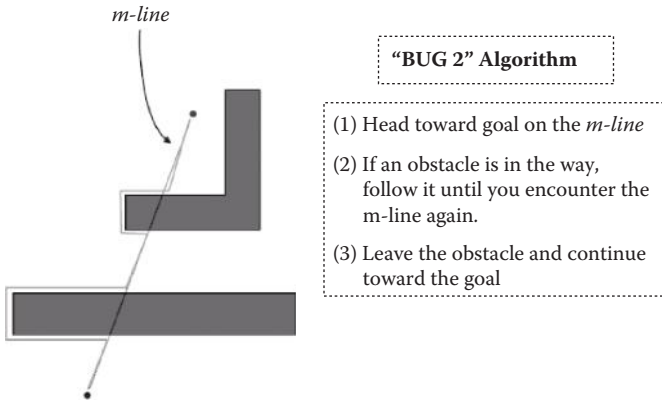 m-line
“BUG 2” Algorithm
(1) Head toward goal on the m-line
(2) If an obstacle is in the way,
follow it until you encounter the
m-line again.
(3) Leave the obstacle and continue
toward the goal